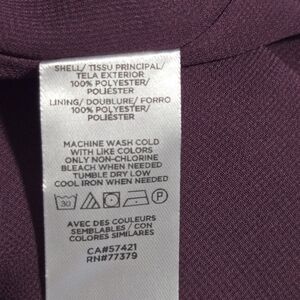 SHELL/ TISSU PRINCIPAL/
TELA EXTERIOR
100% POLYESTER/
POLIÉSTER
LINING/ DOUBLURE/ FORRO
100% POLYESTER/
POLIÉSTER
MACHINE WASH COLD
WITH LIKE COLORS
ONLY NON-CHLORINE
BLEACH WHEN NEEDED
TUMBLE DRY LOW
COOL IRON WHEN NEEDED
30 P
AVEC DES COULEURS
SEMBLABLES / CON
COLORES SIMILARES
CA#57421
RN#77379